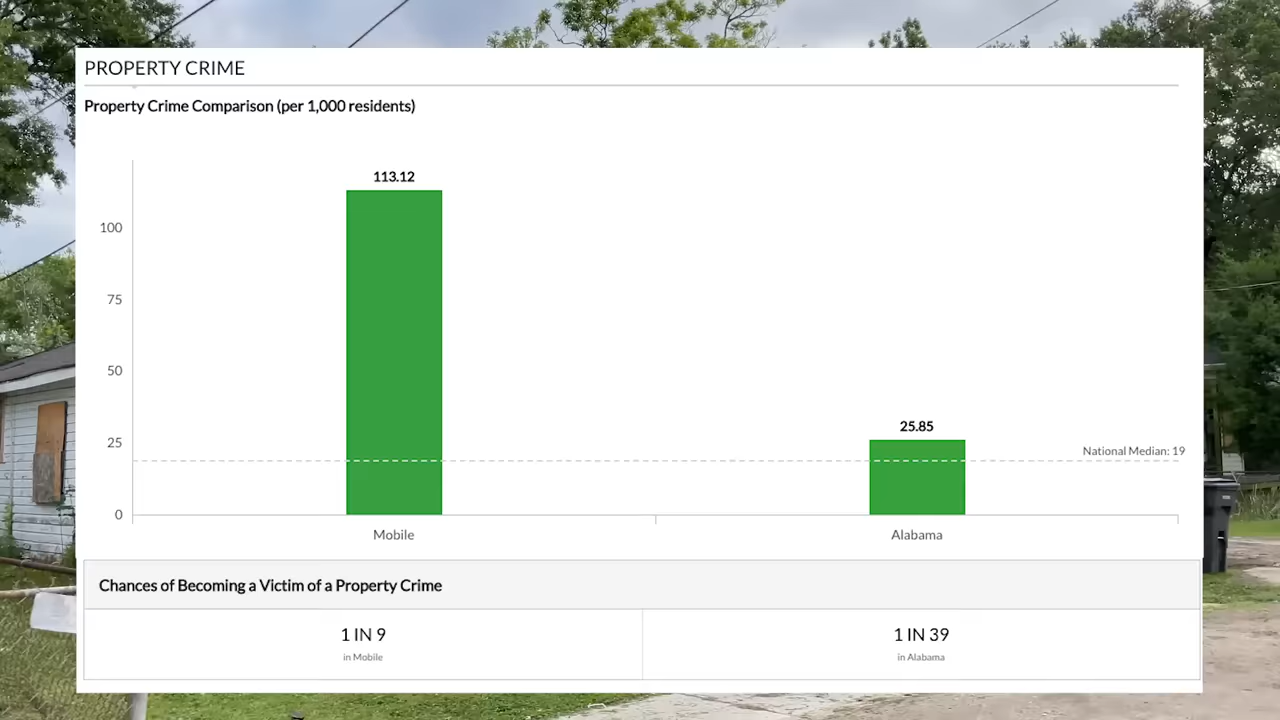 PROPERTY CRIME
Property Crime Comparison (per 1,000 residents)
113.12
100
75
50
25.85
25
National Median: 19
0
Mobile
Alabama
Chances of Becoming a Victim of a Property Crime
1 IN 9
1 IN 39
in Mobile
in Alabama